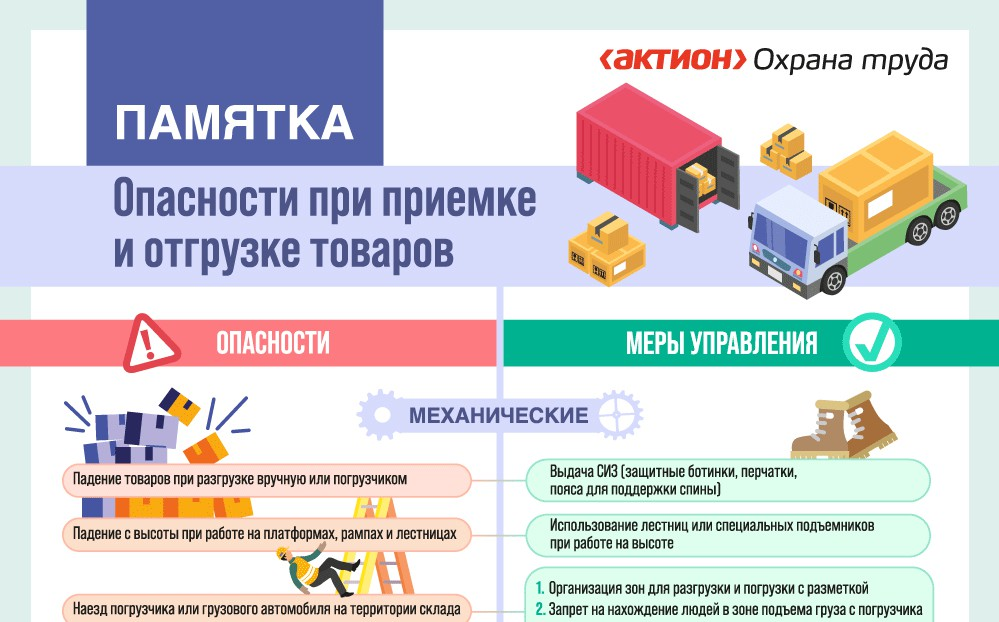 ПАМЯТКА
‹актион› Охрана труда
Опасности при приемке
и отгрузке товаров
ОПАСНОСТИ
МЕРЫ УПРАВЛЕНИЯ
МЕХАНИЧЕСКИЕ
Падение товаров при разгрузке вручную или погрузчиком
Выдача СИЗ (защитные ботинки, перчатки,
пояса для поддержки спины)
Падение с высоты при работе на платформах, рампах и лестницах
Использование лестниц или специальных подъемников
при работе на высоте
Наезд погрузчика или грузового автомобиля на территории склада
1. Организация зон для разгрузки и погрузки с разметкой
2. Запрет на нахождение людей в зоне подъема груза с погрузчика